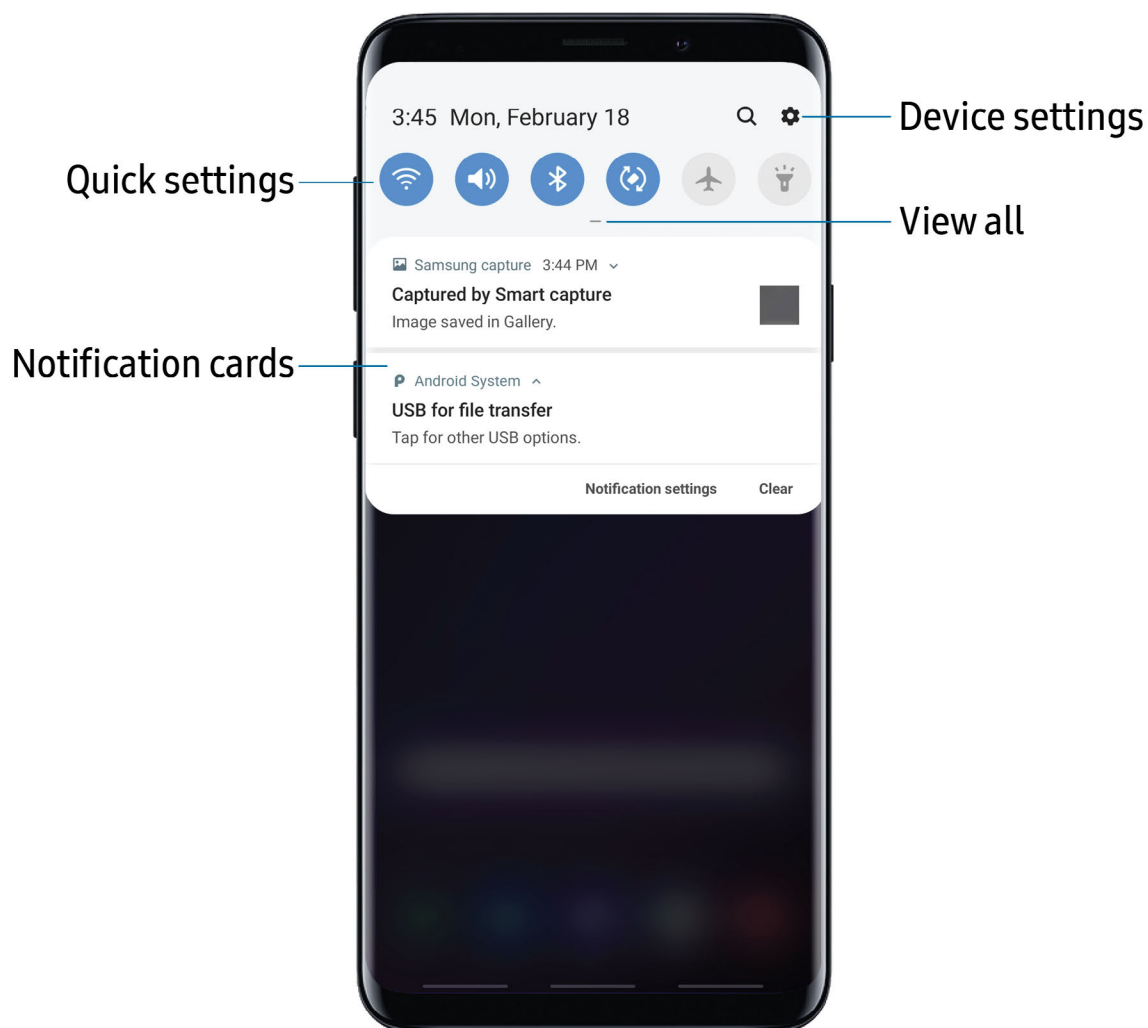 3:45 Mon, February 18
Device settings
Quick settings
View all
Samsung capture 3:44 PM
Captured by Smart capture
Image saved in Gallery.
Notification cards
Android System
USB for file transfer
Tap for other USB options.
Notification settings Clear